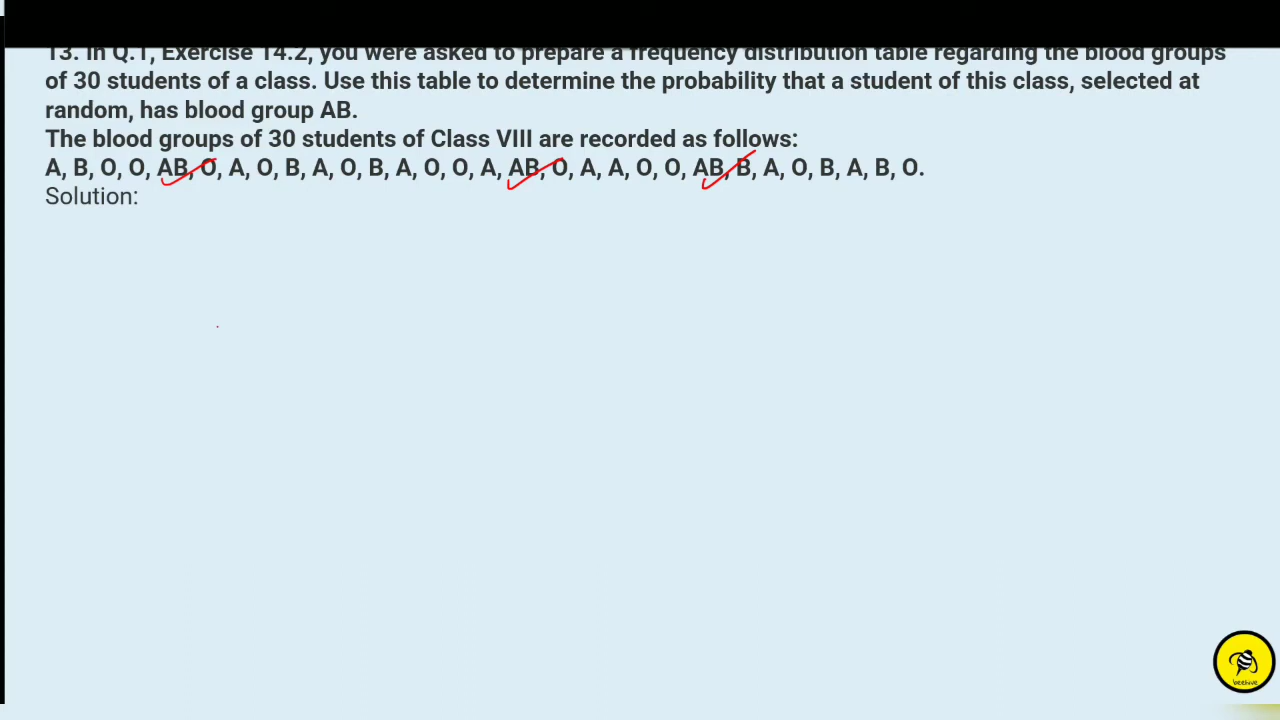 13. In Q.1, Exercise 14.2, you were asked to prepare a frequency distribution table regarding the blood groups
of 30 students of a class. Use this table to determine the probability that a student of this class, selected at
random, has blood group AB.
The blood groups of 30 students of Class VIII are recorded as follows:
A, B, O, O, AB, O, A, O, B, A, O, B, A, O, O, A, AB, O, A, A, O, O, AB, B, A, O, B, A, B, O.
Solution:
beehive